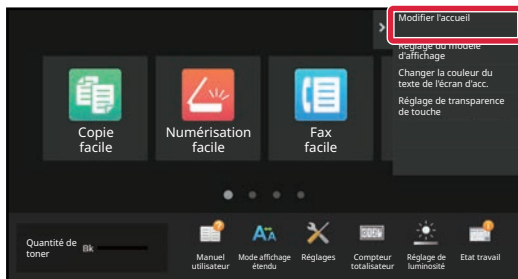 Modifier l'accueil
Réglage du modèle
d'affichage
Changer la couleur du
texte de l'écran d'acc.
Réglage de transparence
de touche
Copie
facile
Numérisation
facile
Fax
facile
Quantité de
toner
Bk
Manuel
utilisateur
Mode affichage
étendu
Réglages
Compteur
totalisateur
Réglage de
luminosité
Etat travail